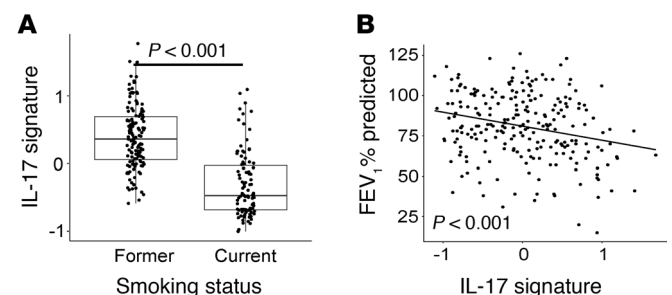 A
P < 0.001
IL-17 signature
1
0
-1
Former Current
Smoking status
B
FEV1% predicted
125
100
75
50
25
P < 0.001
-1 0 1
IL-17 signature